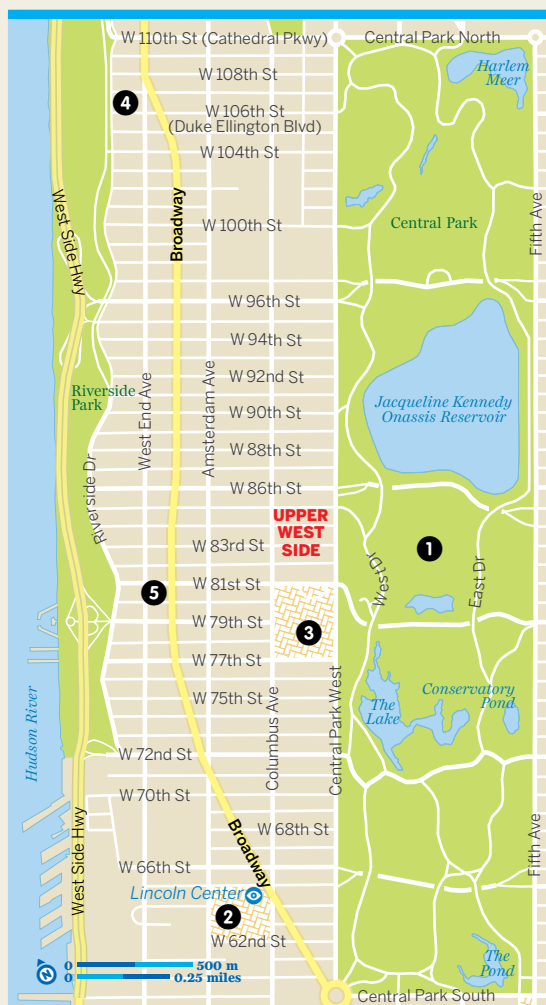 W 110th St (Cathedral Pkwy)
Central Park North
W 108th St
Harlem
Meer
4
W 106th St
(Duke Ellington Blvd)
W 104th St
West Side Hwy
Broadway
W 100th St
Central Park
Fifth Ave
W 96th St
W 94th St
W 92nd St
Riverside
Park
West End Ave
Amsterdam Ave
W 90th St
Jacqueline Kennedy
Onassis Reservoir
W 88th St
W 86th St
Riverside Dr
UPPER
WEST
SIDE
W 83rd St
1
West Dr
East Dr
W 81st St
5
W 79th St
3
W 77th St
Hudson River
W 75th St
Columbus Ave
Central Park West
The
Lake
Conservatory
Pond
W 72nd St
W 70th St
West Side Hwy
Broadway
W 68th St
Fifth Ave
W 66th St
Lincoln Center
2
W 62nd St
The
Pond
N
0 500 m
0 0.25 miles
Central Park South